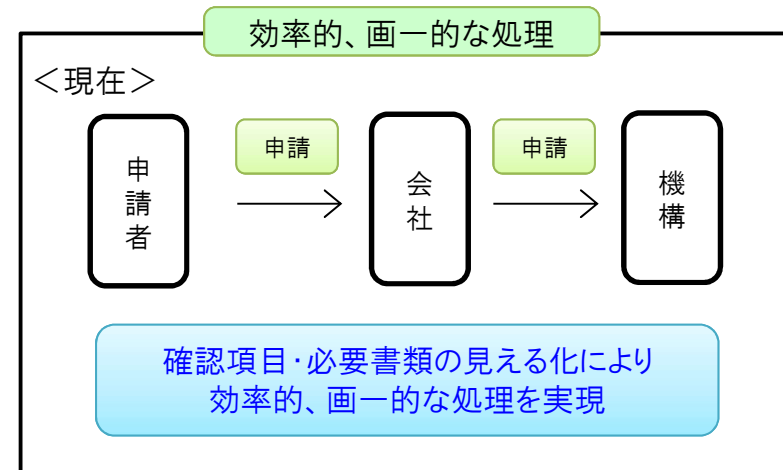 効率的、画一的な処理
＜現在＞
申請者
申請
会社
申請
機構
確認項目・必要書類の見える化により
効率的、画一的な処理を実現